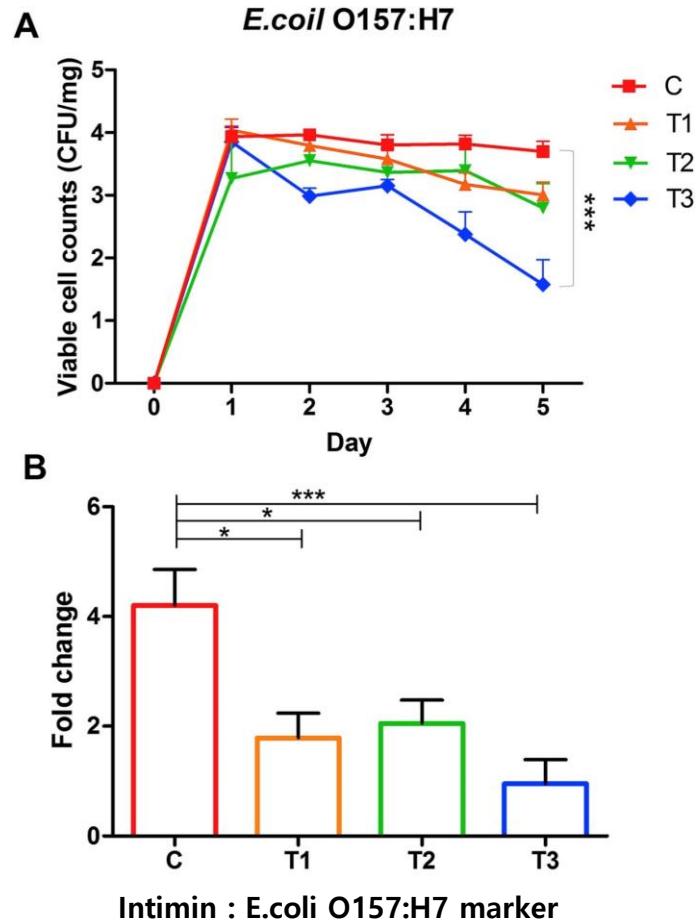 A
E.coil O157:H7
Viable cell counts (CFU/mg)
5
4
3
2
1
0
0 1 2 3 4 5
Day
C
T1
T2
T3
***
B
Fold change
6
4
2
0
***
*
*
C T1 T2 T3
Intimin : E.coli O157:H7 marker